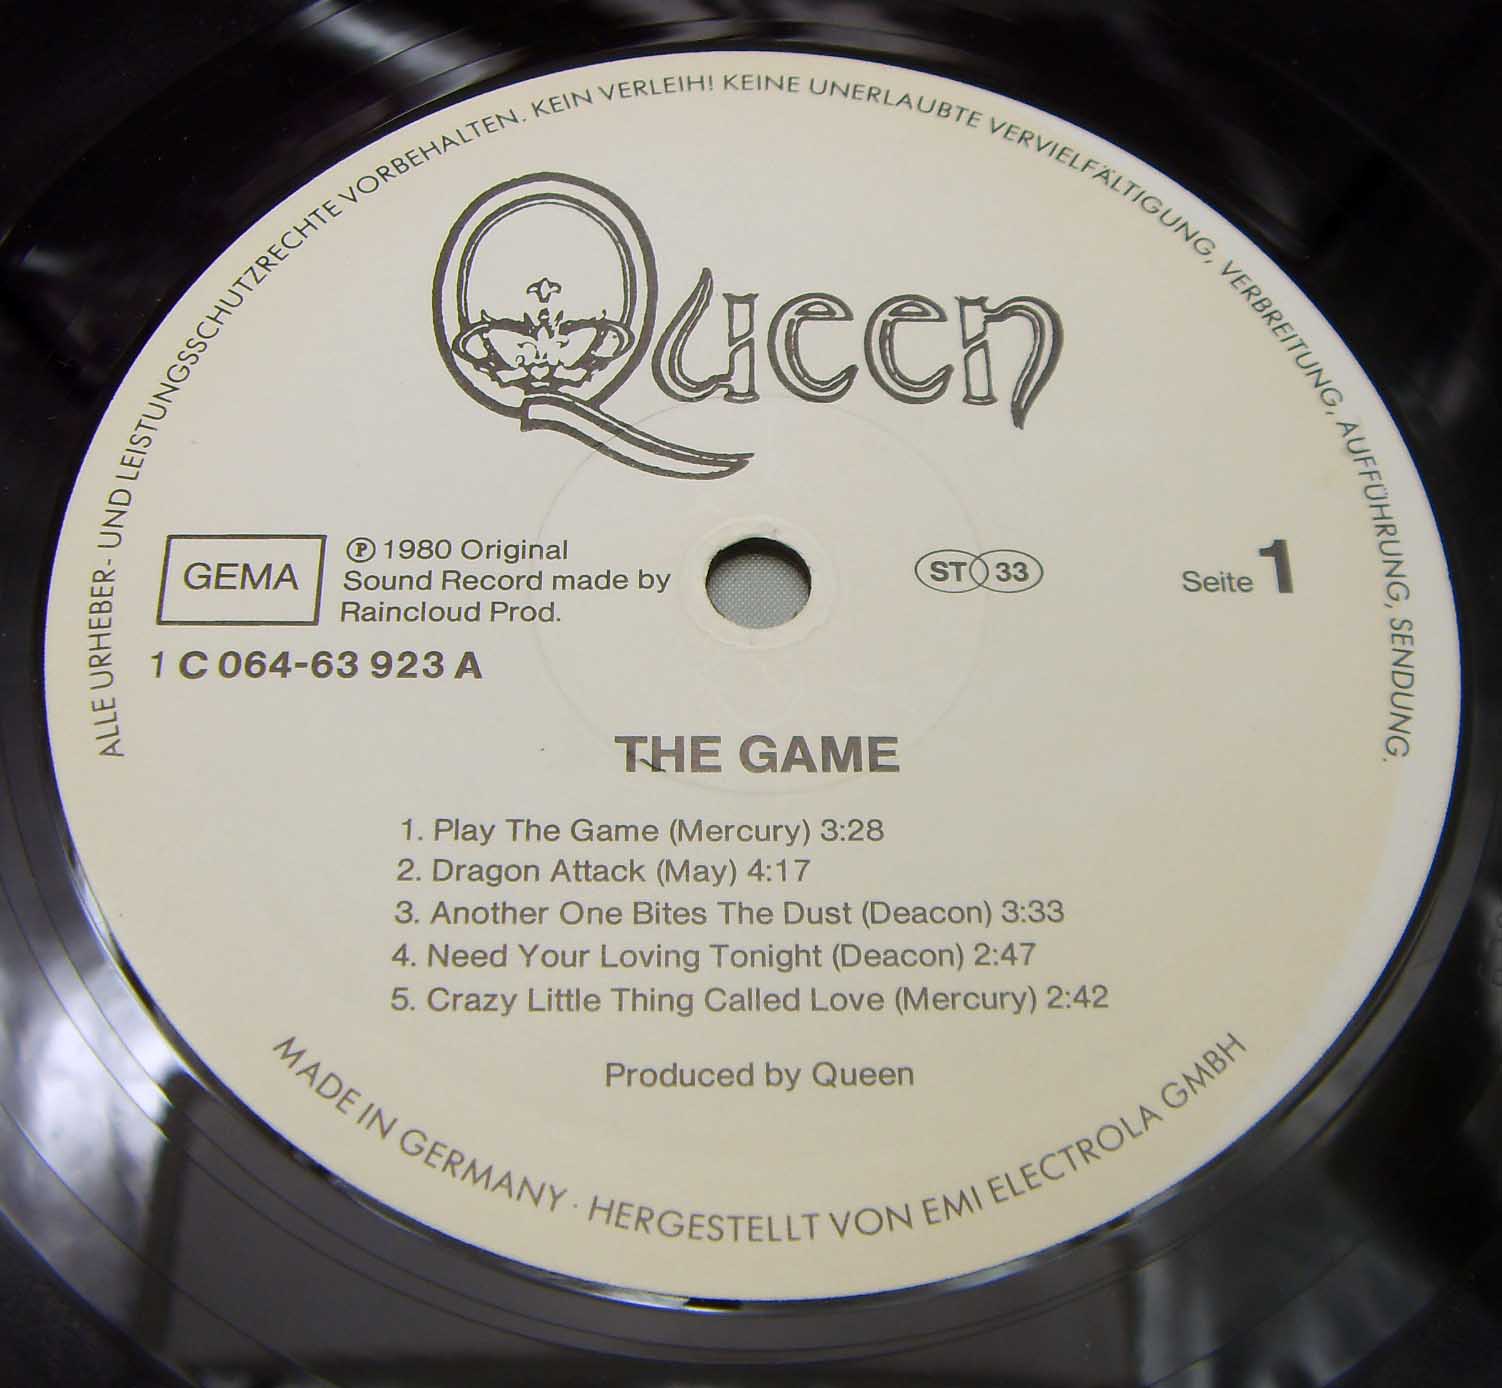 ALLE URHEBER- UND LEISTUNGSSCHUTZRECHTE VORBEHALTEN. KEIN VERLEIH! KEINE UNERLAUBTE VERVIELFÄLTIGUNG, VERBREITUNG, AUFFÜHRUNG, SENDUNG.
Queen
GEMA
Ⓟ 1980 Original
Sound Record made by
Raincloud Prod.
ST 33
Seite 1
1 C 064-63 923 A
THE GAME
1. Play The Game (Mercury) 3:28
2. Dragon Attack (May) 4:17
3. Another One Bites The Dust (Deacon) 3:33
4. Need Your Loving Tonight (Deacon) 2:47
5. Crazy Little Thing Called Love (Mercury) 2:42
Produced by Queen
MADE IN GERMANY · HERGESTELLT VON EMI ELECTROLA GMBH